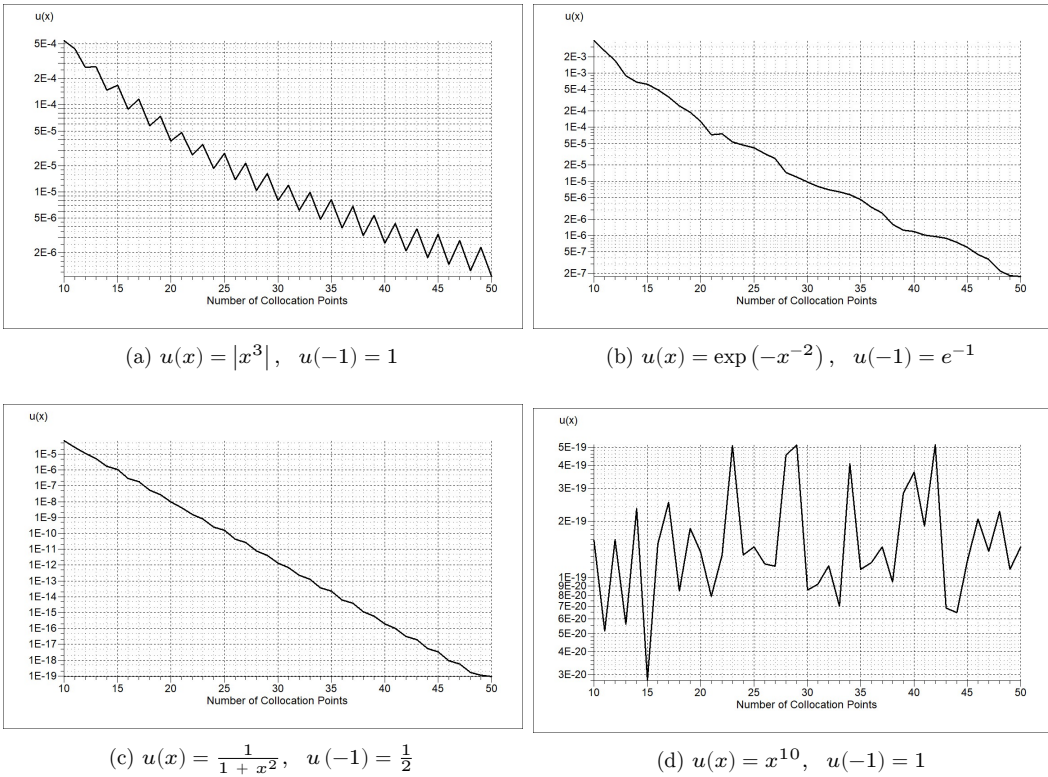 u(x)
5E-4
2E-4
1E-4
5E-5
2E-5
1E-5
5E-6
2E-6
10 15 20 25 30 35 40 45 50
Number of Collocation Points
(a) u(x) = |x³|, u(−1) = 1
u(x)
2E-3
1E-3
5E-4
2E-4
1E-4
5E-5
2E-5
1E-5
5E-6
2E-6
1E-6
5E-7
2E-7
10 15 20 25 30 35 40 45 50
Number of Collocation Points
(b) u(x) = exp (−x⁻²), u(−1) = e⁻¹
u(x)
1E-5
1E-6
1E-7
1E-8
1E-9
1E-10
1E-11
1E-12
1E-13
1E-14
1E-15
1E-16
1E-17
1E-18
1E-19
10 15 20 25 30 35 40 45 50
Number of Collocation Points
(c) u(x) = 1/(1 + x²), u(−1) = 1/2
u(x)
5E-19
4E-19
3E-19
2E-19
1E-19
9E-20
8E-20
7E-20
6E-20
5E-20
4E-20
3E-20
10 15 20 25 30 35 40 45 50
Number of Collocation Points
(d) u(x) = x¹⁰, u(−1) = 1